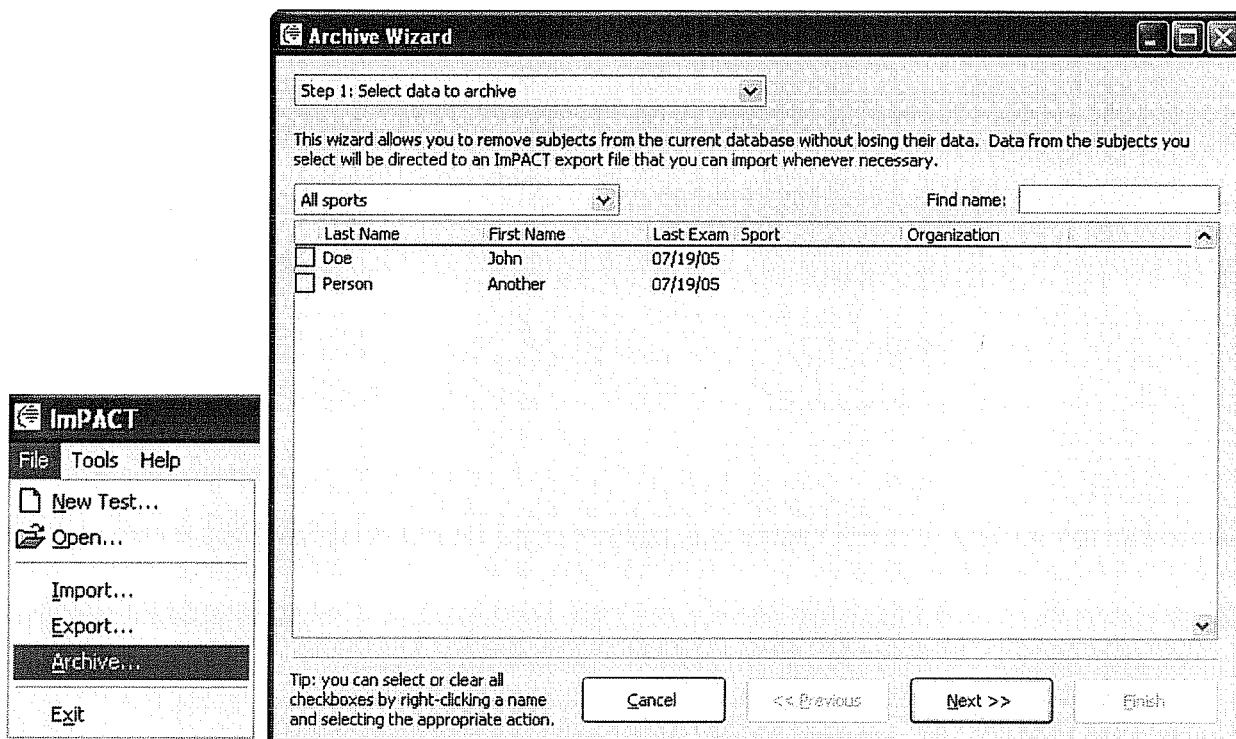 Archive Wizard
Step 1: Select data to archive
This wizard allows you to remove subjects from the current database without losing their data. Data from the subjects you
select will be directed to an ImPACT export file that you can import whenever necessary.
All sports
Find name:
Last Name First Name Last Exam Sport Organization
Doe John 07/19/05
Person Another 07/19/05
Tip: you can select or clear all
checkboxes by right-clicking a name
and selecting the appropriate action.
Cancel
<< Previous
Next >>
Finish
ImPACT
File Tools Help
New Test...
Open...
Import...
Export...
Archive...
Exit